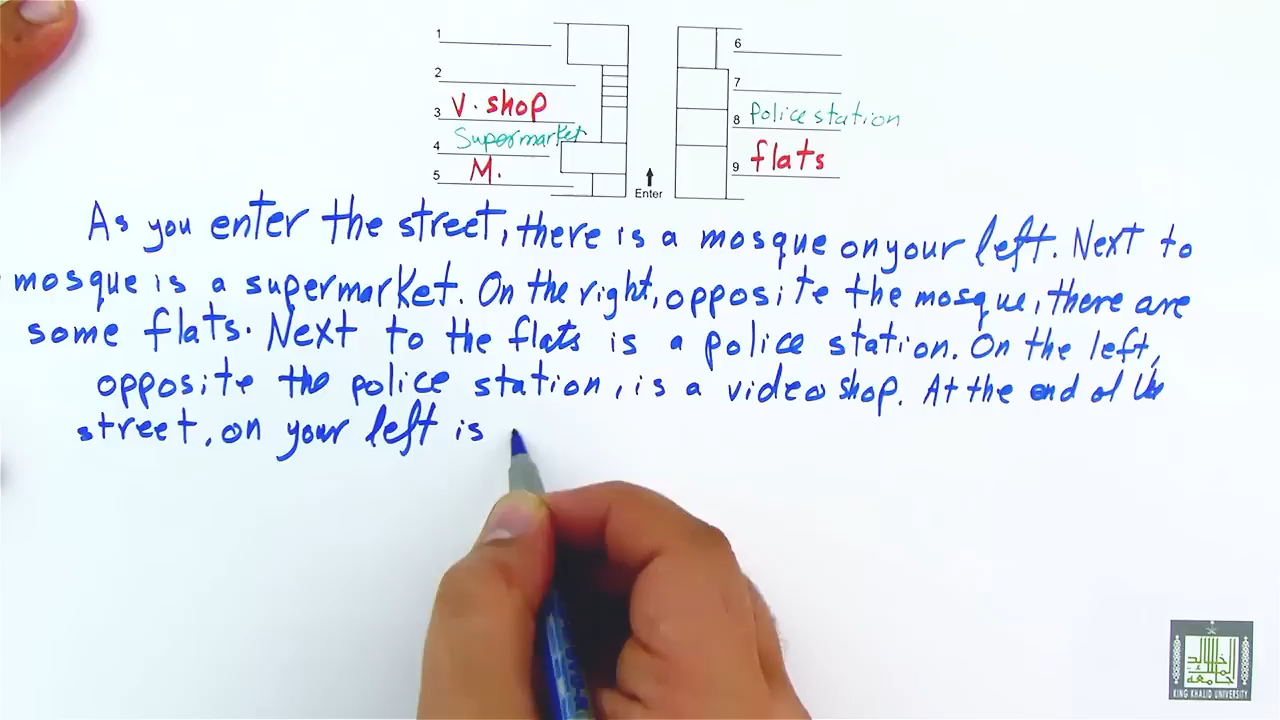 1
2
3 V. shop
4 Supermarket
5 M.
6
7
8 Police station
9 flats
Enter
As you enter the street, there is a mosque on your left. Next to
mosque is a supermarket. On the right, opposite the mosque, there are
some flats. Next to the flats is a police station. On the left,
opposite the police station, is a video shop. At the end of the
street, on your left is
KING KHALID UNIVERSITY